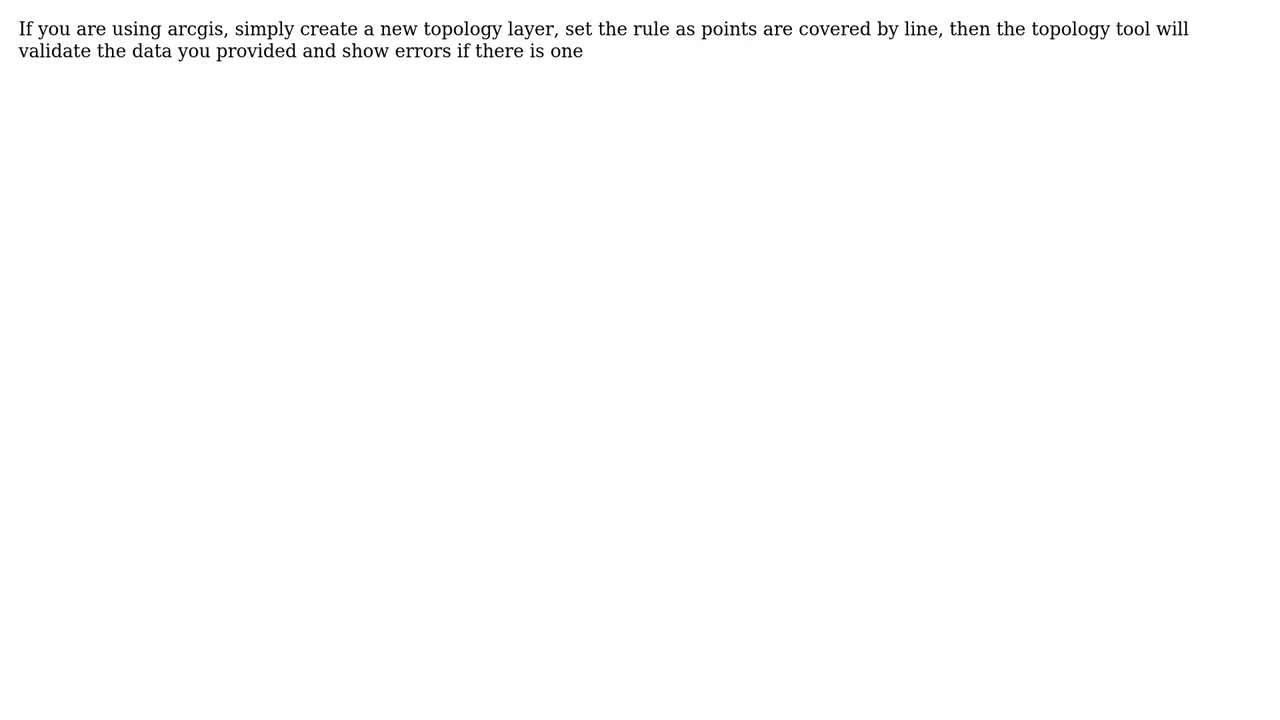 If you are using arcgis, simply create a new topology layer, set the rule as points are covered by line, then the topology tool will
validate the data you provided and show errors if there is one